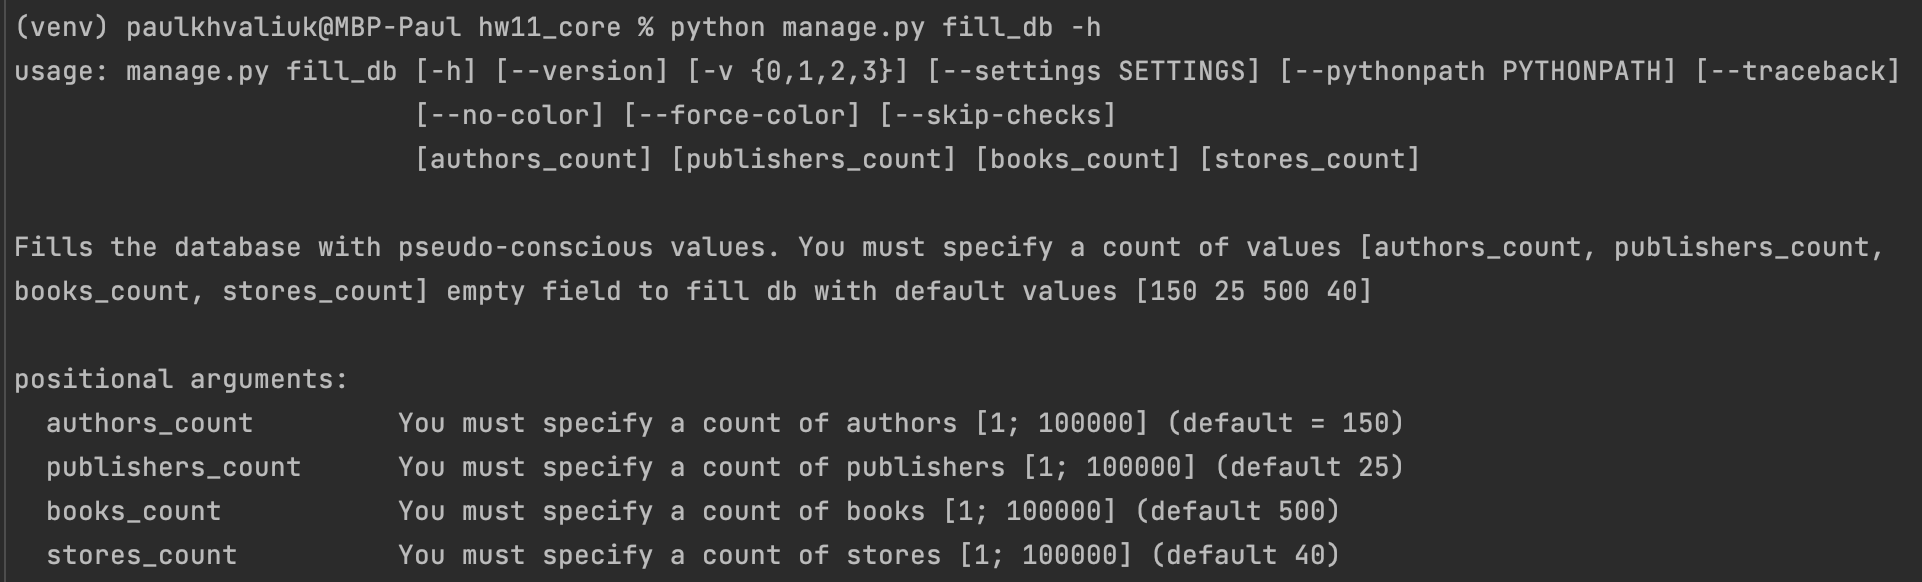 (venv) paulkhvaliuk@MBP-Paul hw11_core % python manage.py fill_db -h
usage: manage.py fill_db [-h] [--version] [-v {0,1,2,3}] [--settings SETTINGS] [--pythonpath PYTHONPATH] [--traceback]
[--no-color] [--force-color] [--skip-checks]
[authors_count] [publishers_count] [books_count] [stores_count]
Fills the database with pseudo-conscious values. You must specify a count of values [authors_count, publishers_count,
books_count, stores_count] empty field to fill db with default values [150 25 500 40]
positional arguments:
authors_count You must specify a count of authors [1; 100000] (default = 150)
publishers_count You must specify a count of publishers [1; 100000] (default 25)
books_count You must specify a count of books [1; 100000] (default 500)
stores_count You must specify a count of stores [1; 100000] (default 40)